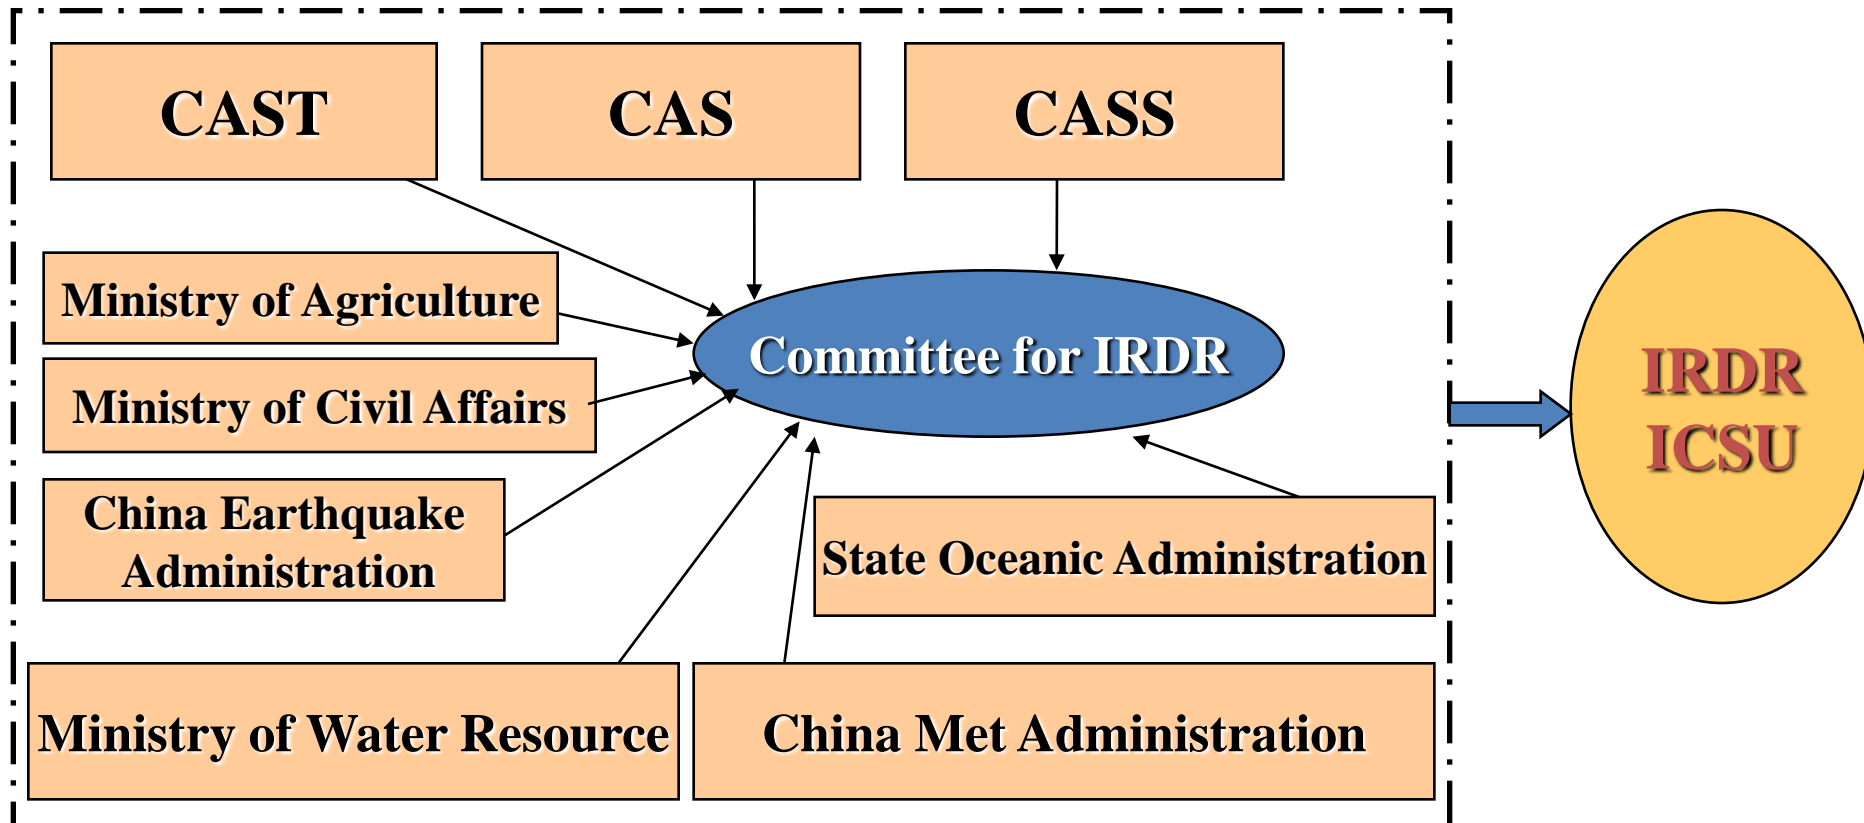 CAST
CAS
CASS
Ministry of Agriculture
Committee for IRDR
Ministry of Civil Affairs
China Earthquake
Administration
State Oceanic Administration
Ministry of Water Resource
China Met Administration
IRDR
ICSU